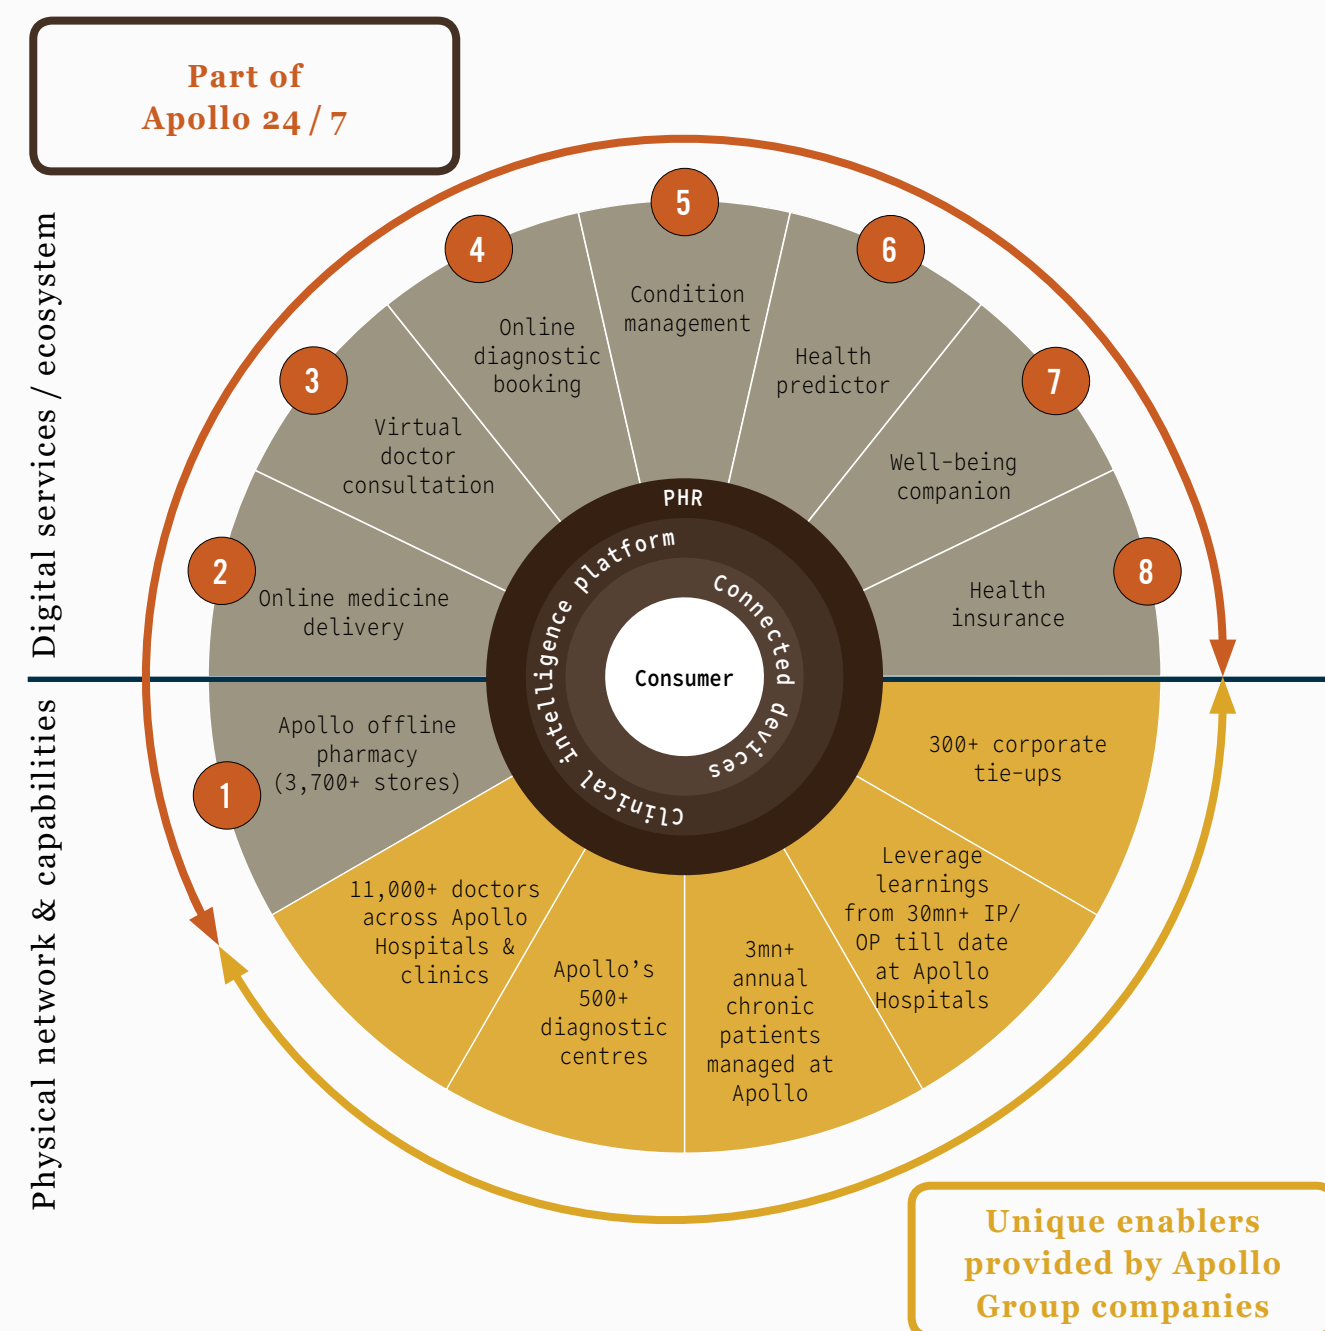 Part of
Apollo 24 / 7
Digital services / ecosystem
Physical network & capabilities
1
Apollo offline
pharmacy
(3,700+ stores)
2
Online medicine
delivery
3
Virtual
doctor
consultation
4
Online
diagnostic
booking
5
Condition
management
6
Health
predictor
7
Well-being
companion
8
Health
insurance
PHR
Clinical intelligence platform
Connected devices
Consumer
300+ corporate
tie-ups
Leverage
learnings
from 30mn+ IP/
OP till date
at Apollo
Hospitals
3mn+
annual
chronic
patients
managed at
Apollo
Apollo’s
500+
diagnostic
centres
11,000+ doctors
across Apollo
Hospitals &
clinics
Unique enablers
provided by Apollo
Group companies